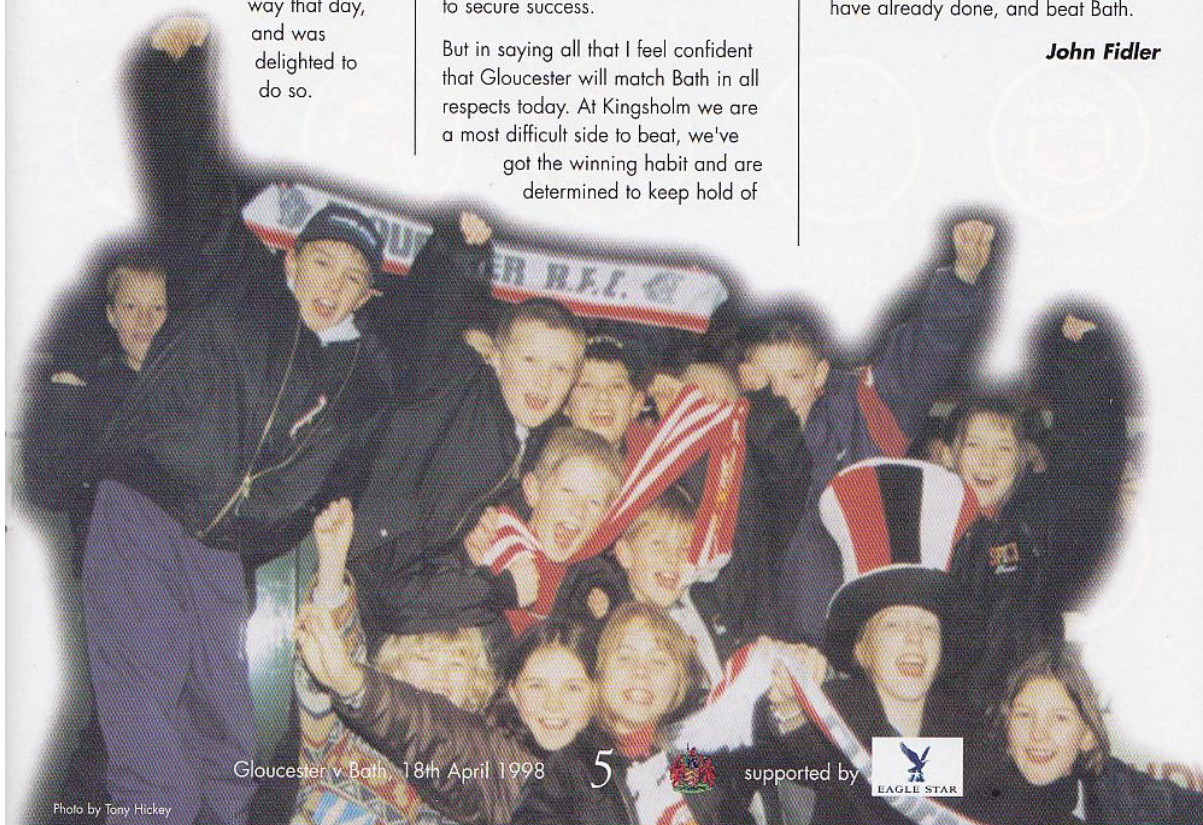 way that day,
and was
delighted to
do so.
to secure success.
But in saying all that I feel confident
that Gloucester will match Bath in all
respects today. At Kingsholm we are
a most difficult side to beat, we've
got the winning habit and are
determined to keep hold of
have already done, and beat Bath.
John Fidler
R.F.C.
Gloucester v Bath, 18th April 1998
5
supported by
EAGLE STAR
Photo by Tony Hickey